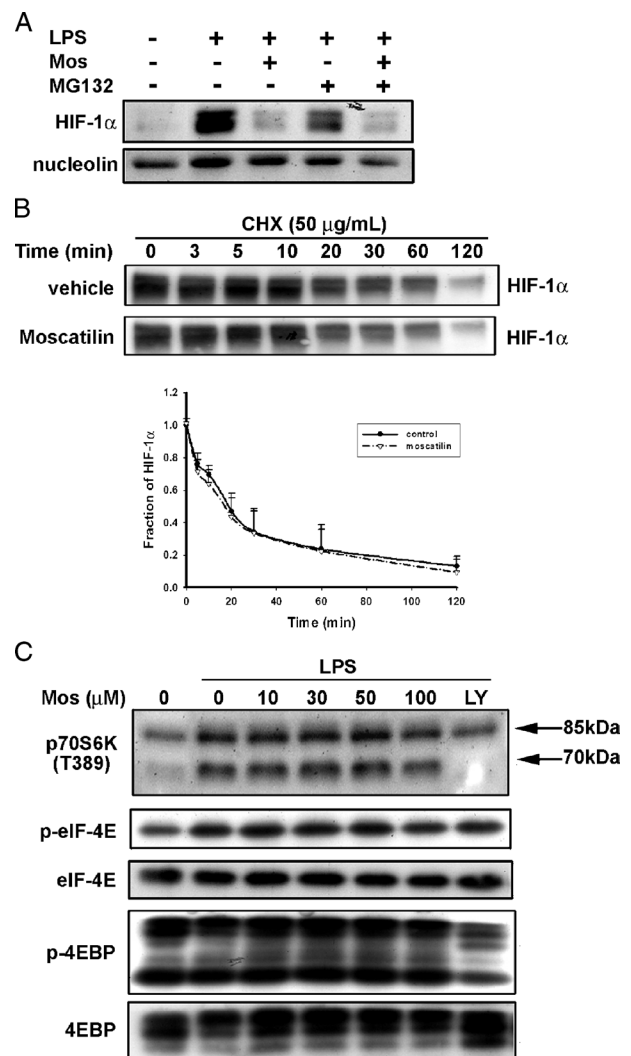 A
LPS - + + + +
Mos - - + - +
MG132 - - - + +
HIF-1α
nucleolin
B
CHX (50 μg/mL)
Time (min) 0 3 5 10 20 30 60 120
vehicle HIF-1α
Moscatilin HIF-1α
1.2
1.0
0.8
0.6
0.4
0.2
0.0
Fraction of HIF-1α
control
moscatilin
0 20 40 60 80 100 120
Time (min)
C
LPS
Mos (μM) 0 0 10 30 50 100 LY
p70S6K
(T389)
85kDa
70kDa
p-eIF-4E
eIF-4E
p-4EBP
4EBP